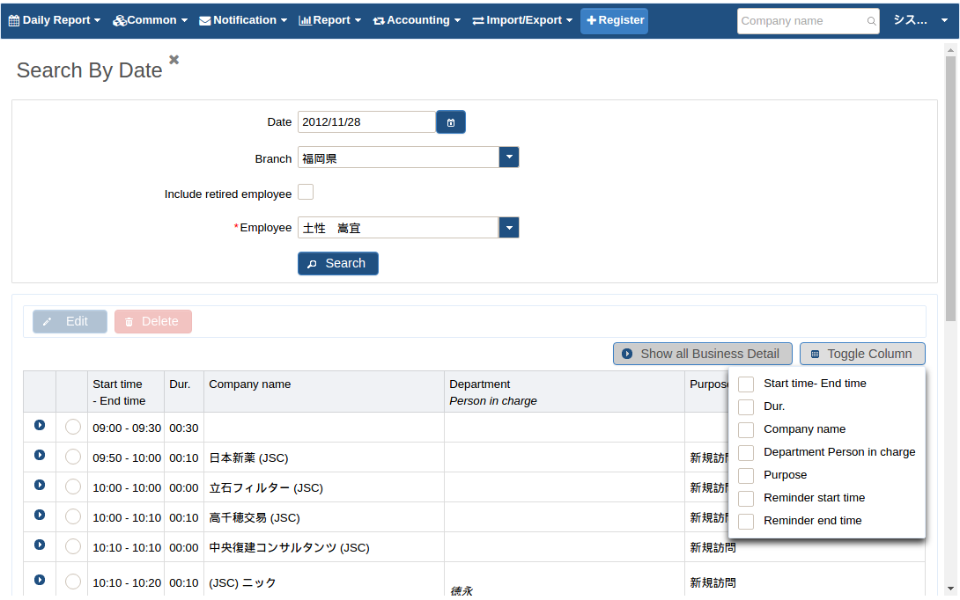 Daily Report Common Notification Report Accounting Import/Export Register Company name シス...
Search By Date
Date 2012/11/28
Branch 福岡県
Include retired employee
*Employee 土性　嵩宜
Search
Edit Delete
Show all Business Detail Toggle Column
Start time - End time Dur. Company name Department Person in charge Purpos
Start time- End time
Dur.
Company name
Department Person in charge
Purpose
Reminder start time
Reminder end time
09:00 - 09:30 00:30
09:50 - 10:00 00:10 日本新薬 (JSC) 新規訪
10:00 - 10:00 00:00 立石フィルター (JSC) 新規訪
10:00 - 10:10 00:10 高千穂交易 (JSC) 新規訪
10:10 - 10:10 00:00 中央復建コンサルタンツ (JSC) 新規訪問
10:10 - 10:20 00:10 (JSC) ニック 徳永 新規訪問